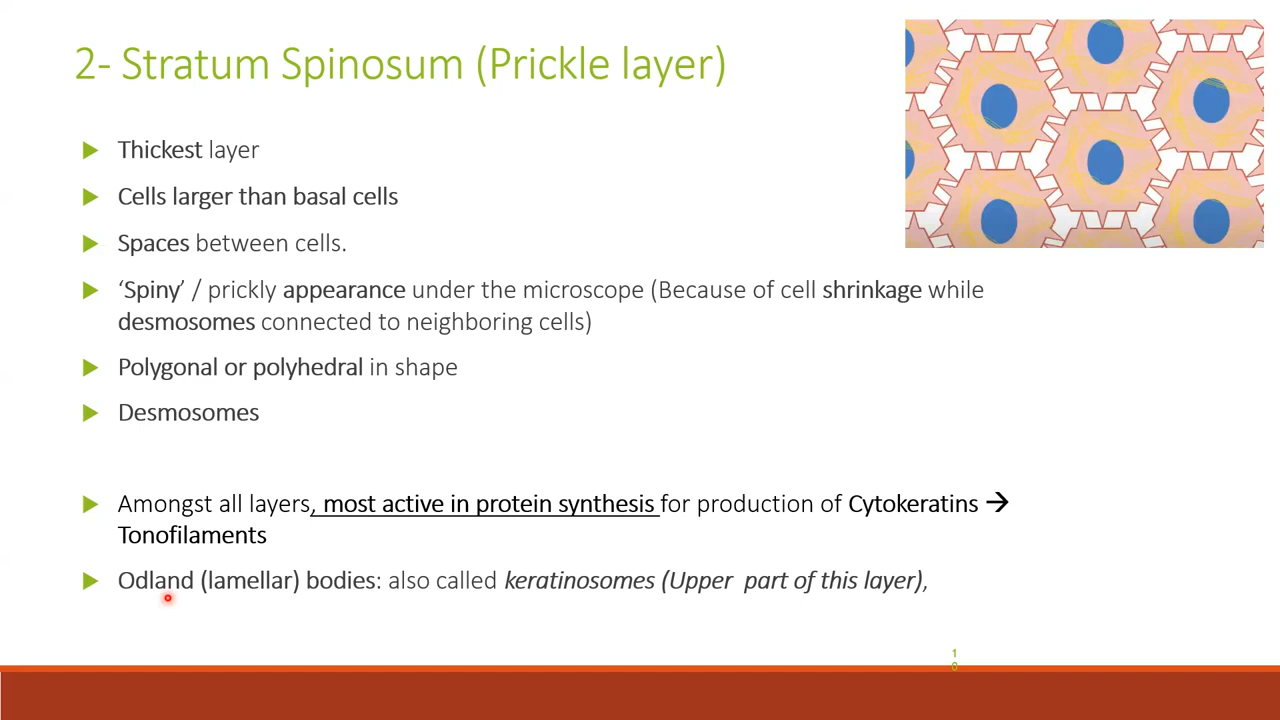 2- Stratum Spinosum (Prickle layer)
Thickest layer
Cells larger than basal cells
Spaces between cells.
‘Spiny’ / prickly appearance under the microscope (Because of cell shrinkage while
desmosomes connected to neighboring cells)
Polygonal or polyhedral in shape
Desmosomes
Amongst all layers, most active in protein synthesis for production of Cytokeratins →
Tonofilaments
Odland (lamellar) bodies: also called keratinosomes (Upper part of this layer),
1
0